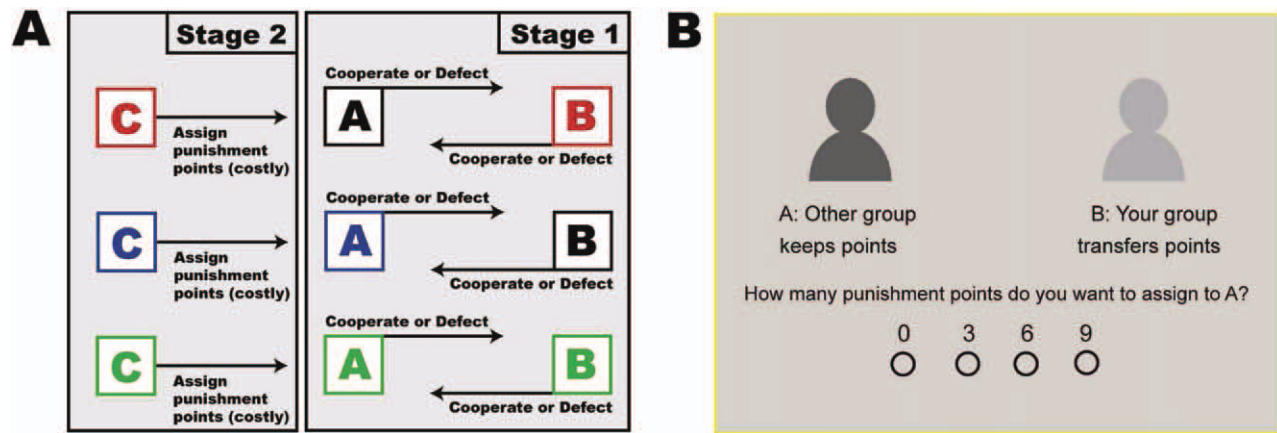 A
Stage 2
Stage 1
Cooperate or Defect
C
Assign
punishment
points (costly)
A
B
Cooperate or Defect
Cooperate or Defect
C
Assign
punishment
points (costly)
A
B
Cooperate or Defect
Cooperate or Defect
C
Assign
punishment
points (costly)
A
B
Cooperate or Defect
B
A: Other group
keeps points
B: Your group
transfers points
How many punishment points do you want to assign to A?
0 3 6 9